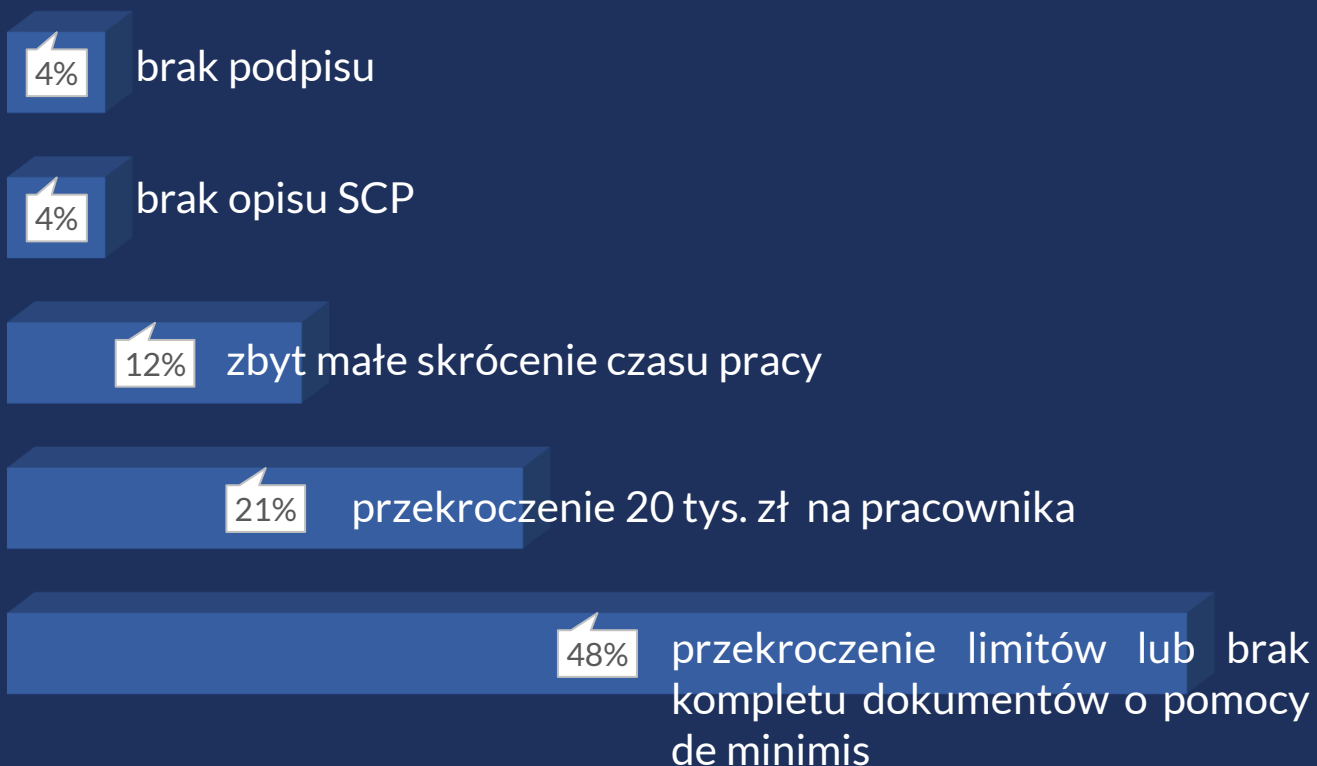 4% brak podpisu
4% brak opisu SCP
12% zbyt małe skrócenie czasu pracy
21% przekroczenie 20 tys. zł na pracownika
48% przekroczenie limitów lub brak
kompletu dokumentów o pomocy
de minimis